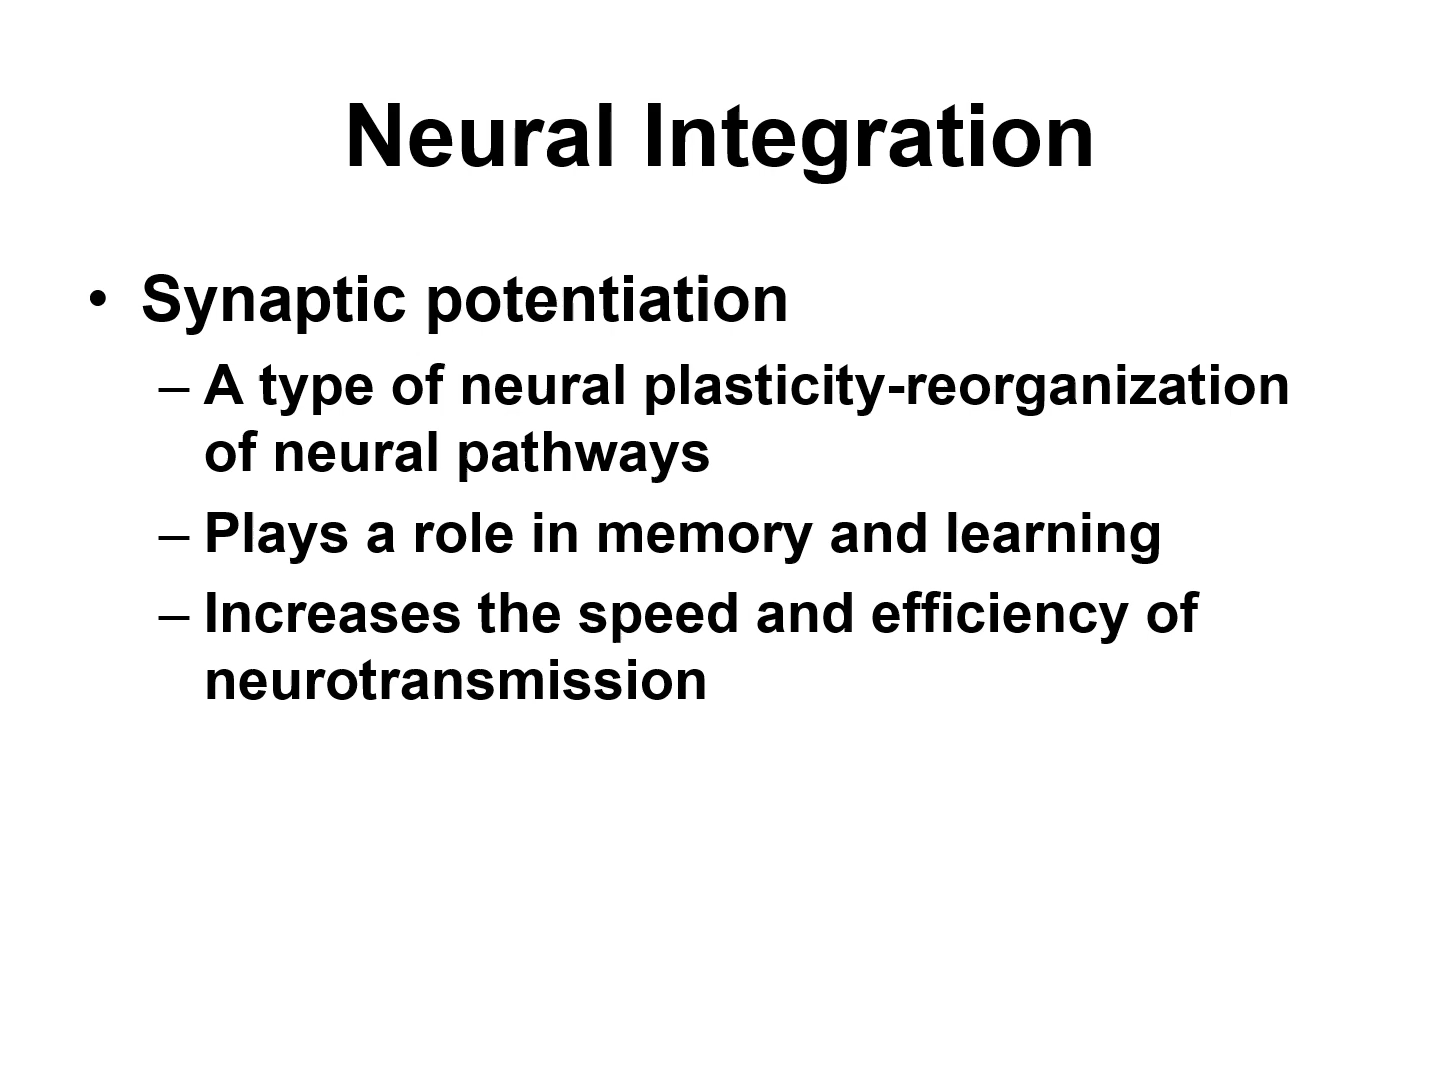 Neural Integration
• Synaptic potentiation
– A type of neural plasticity-reorganization
of neural pathways
– Plays a role in memory and learning
– Increases the speed and efficiency of
neurotransmission